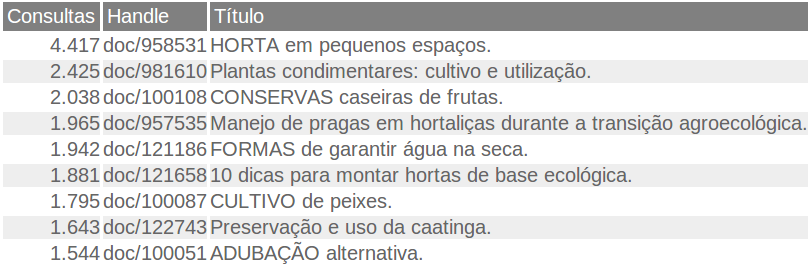 Consultas Handle Título
4.417 doc/958531 HORTA em pequenos espaços.
2.425 doc/981610 Plantas condimentares: cultivo e utilização.
2.038 doc/100108 CONSERVAS caseiras de frutas.
1.965 doc/957535 Manejo de pragas em hortaliças durante a transição agroecológica.
1.942 doc/121186 FORMAS de garantir água na seca.
1.881 doc/121658 10 dicas para montar hortas de base ecológica.
1.795 doc/100087 CULTIVO de peixes.
1.643 doc/122743 Preservação e uso da caatinga.
1.544 doc/100051 ADUBAÇÃO alternativa.